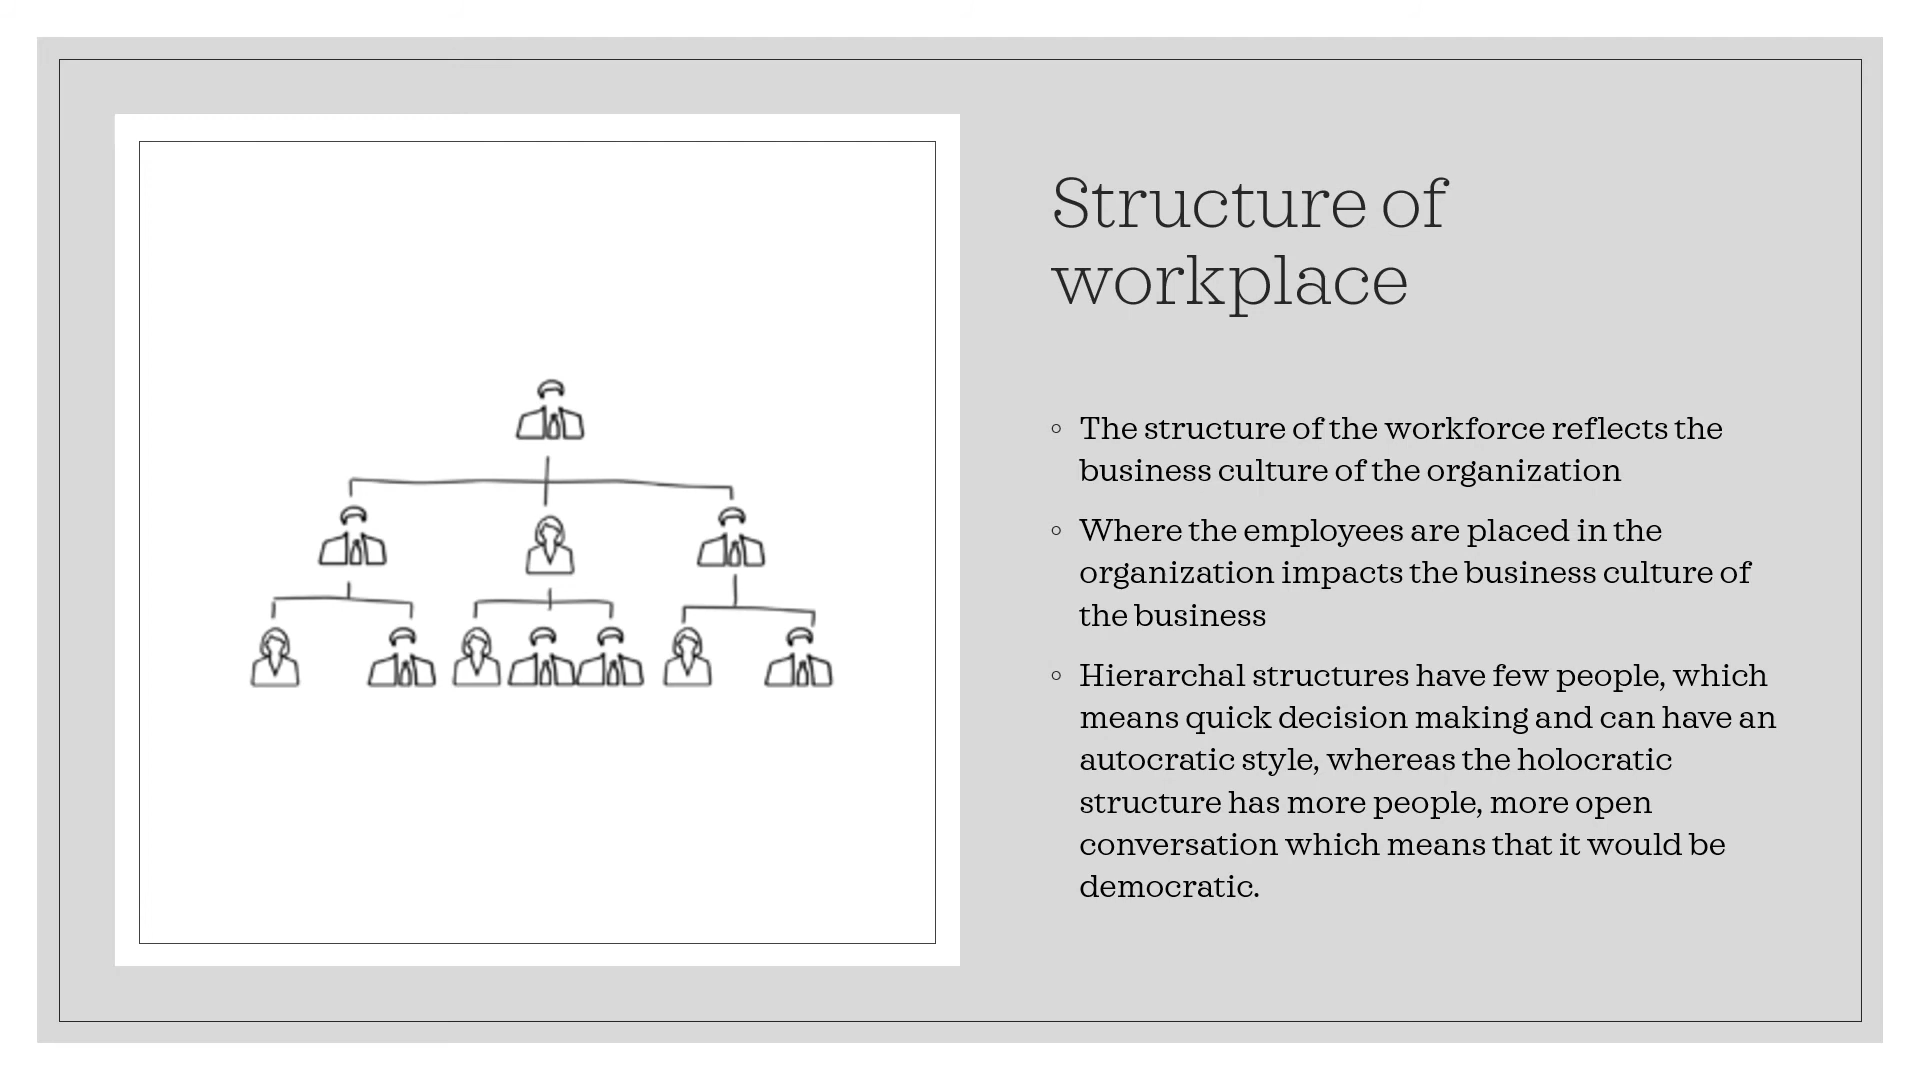 Structure of
workplace
◦ The structure of the workforce reflects the
business culture of the organization
◦ Where the employees are placed in the
organization impacts the business culture of
the business
◦ Hierarchal structures have few people, which
means quick decision making and can have an
autocratic style, whereas the holocratic
structure has more people, more open
conversation which means that it would be
democratic.